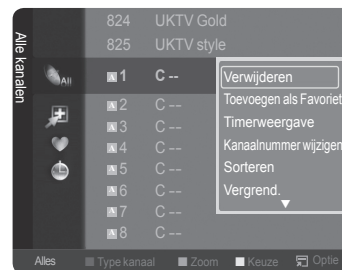 Alle kanalen
824 UKTV Gold
825 UKTV style
All
A 1 C --
A 2 C --
A 3 C --
A 4 C --
A 5 C --
A 6 C --
A 7 C --
A 8 C --
Verwijderen
Toevoegen als Favoriet
Timerweergave
Kanaalnummer wijzigen
Sorteren
Vergrend.
Alles Type kanaal Zoom Keuze Optie